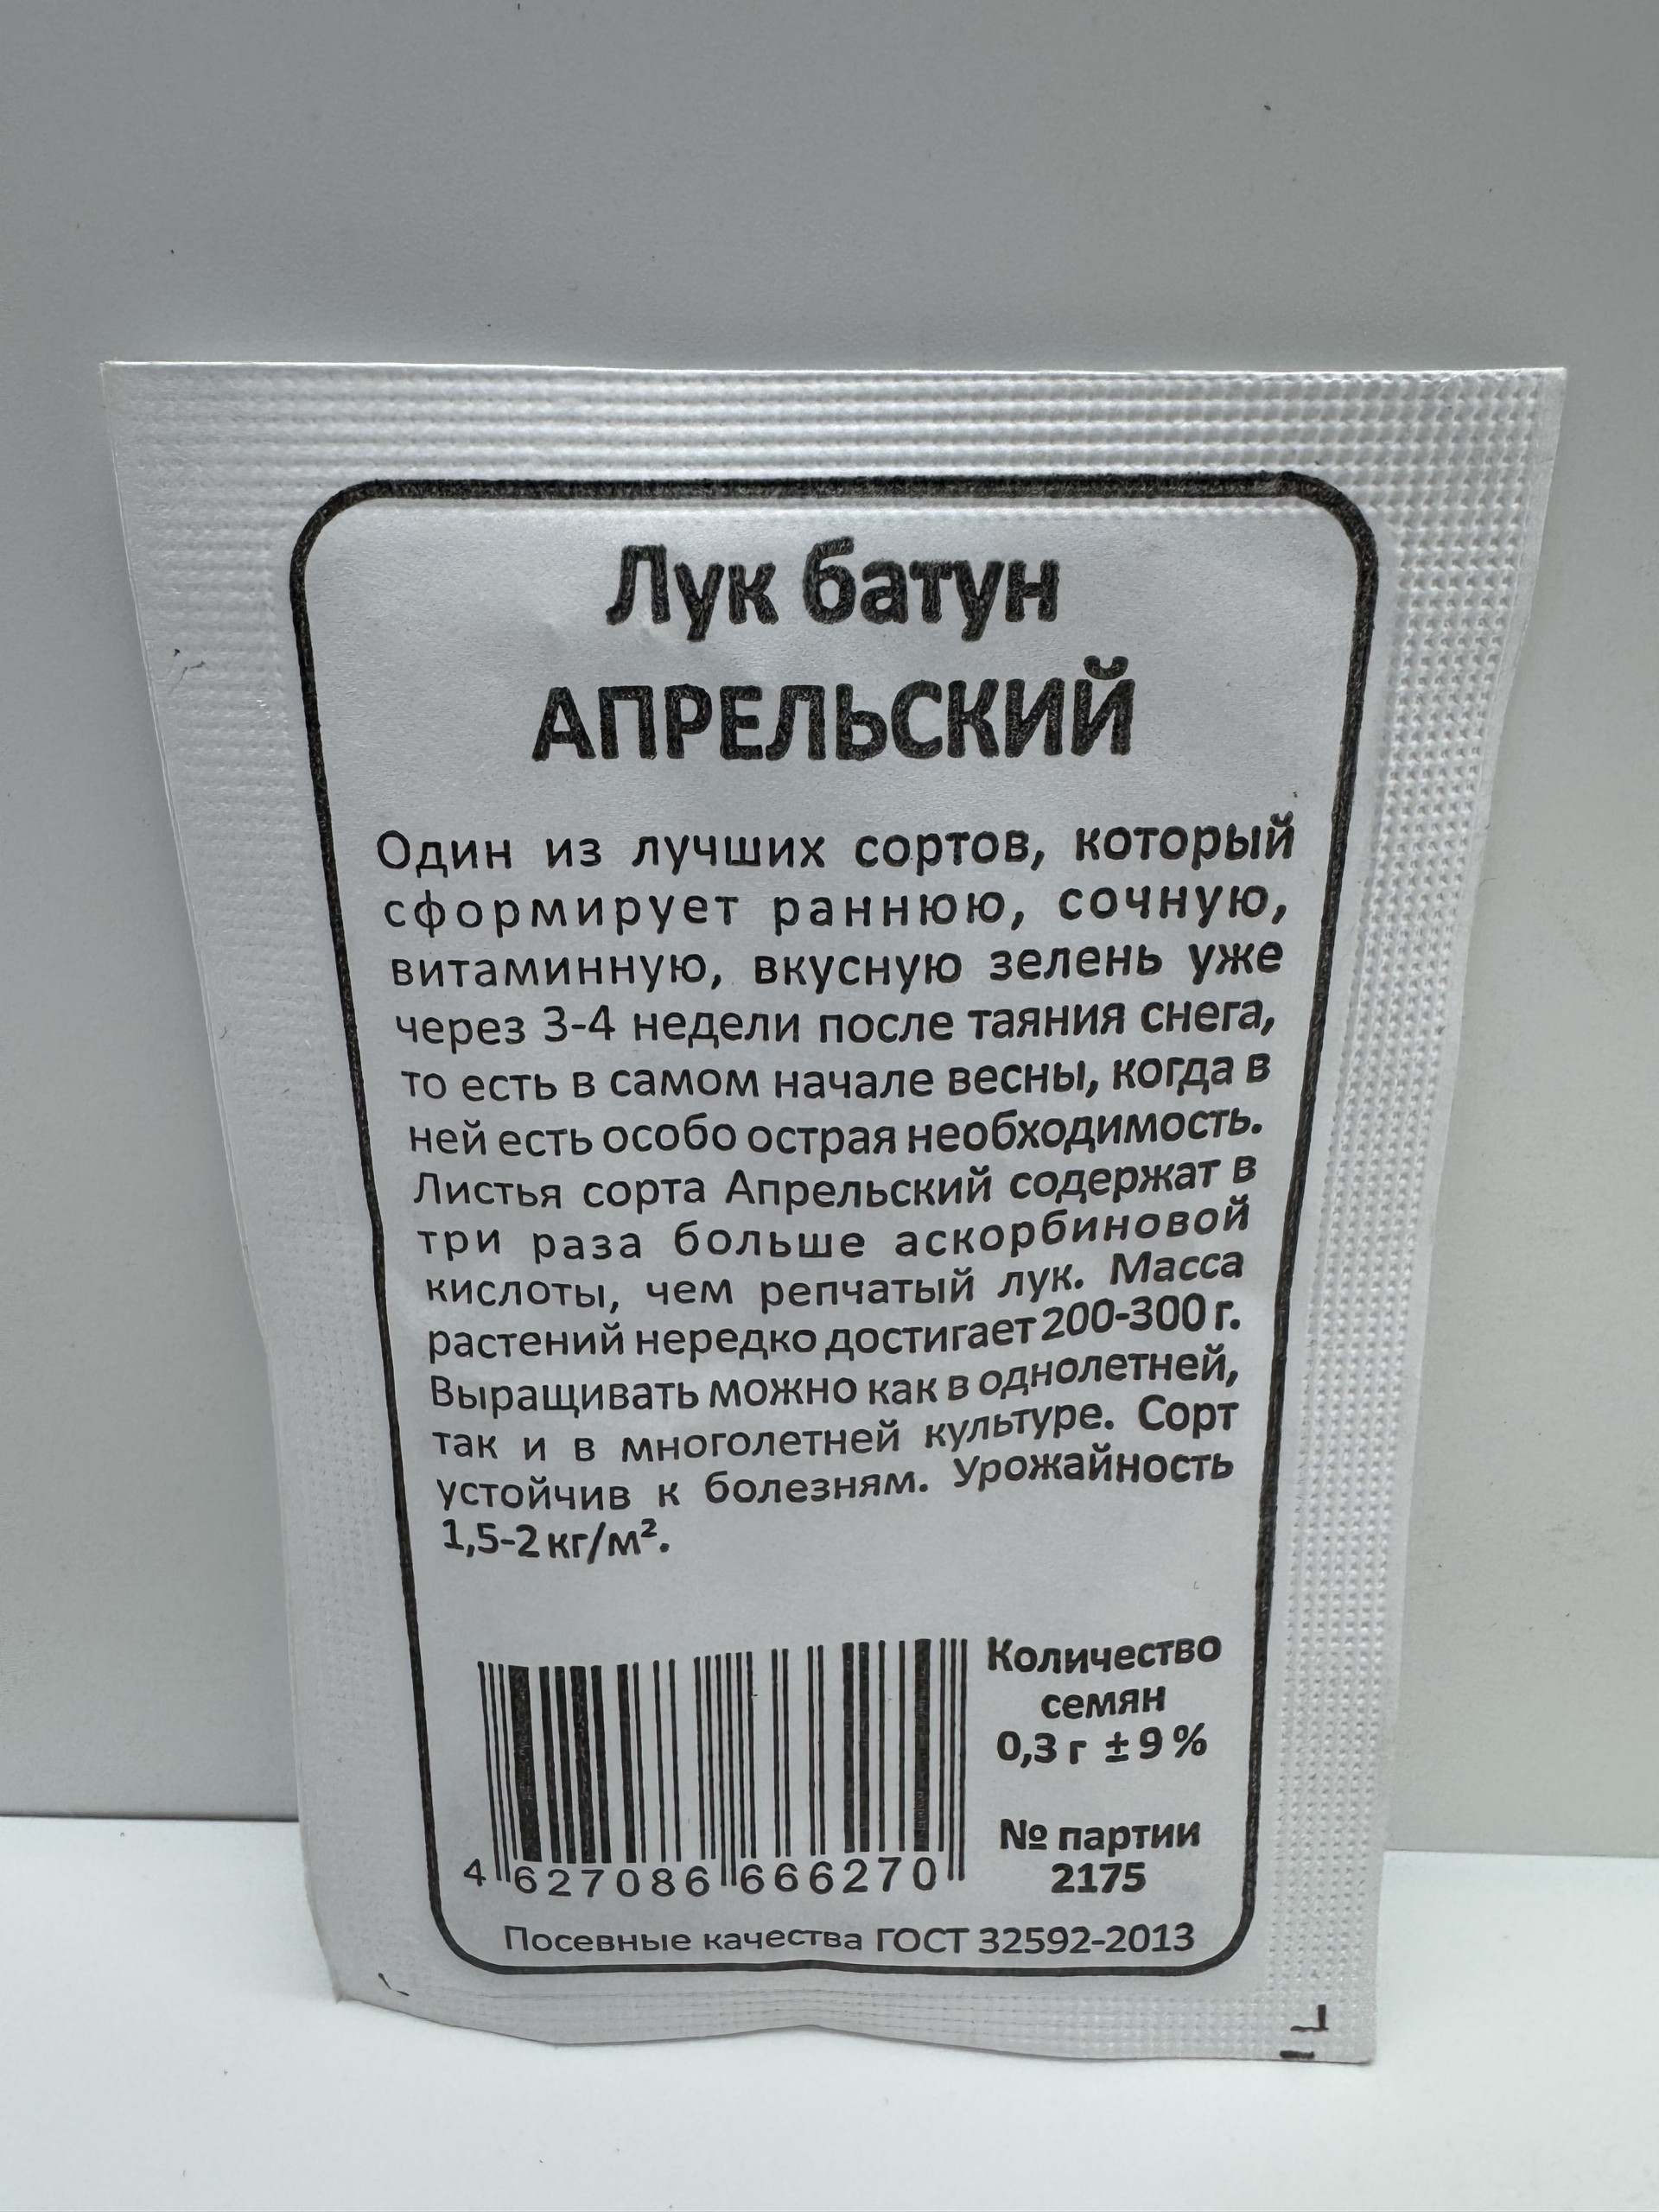 Лук батун
АПРЕЛЬСКИЙ
Один из лучших сортов, который
сформирует раннюю, сочную,
витаминную, вкусную зелень уже
через 3-4 недели после таяния снега,
то есть в самом начале весны, когда в
ней есть особо острая необходимость.
Листья сорта Апрельский содержат в
три раза больше аскорбиновой
кислоты, чем репчатый лук. Масса
растений нередко достигает 200-300 г.
Выращивать можно как в однолетней,
так и в многолетней культуре. Сорт
устойчив к болезням. Урожайность
1,5-2 кг/м².
Количество
семян
0,3 г ± 9 %
№ партии
2175
4 627086 666270
Посевные качества ГОСТ 32592-2013